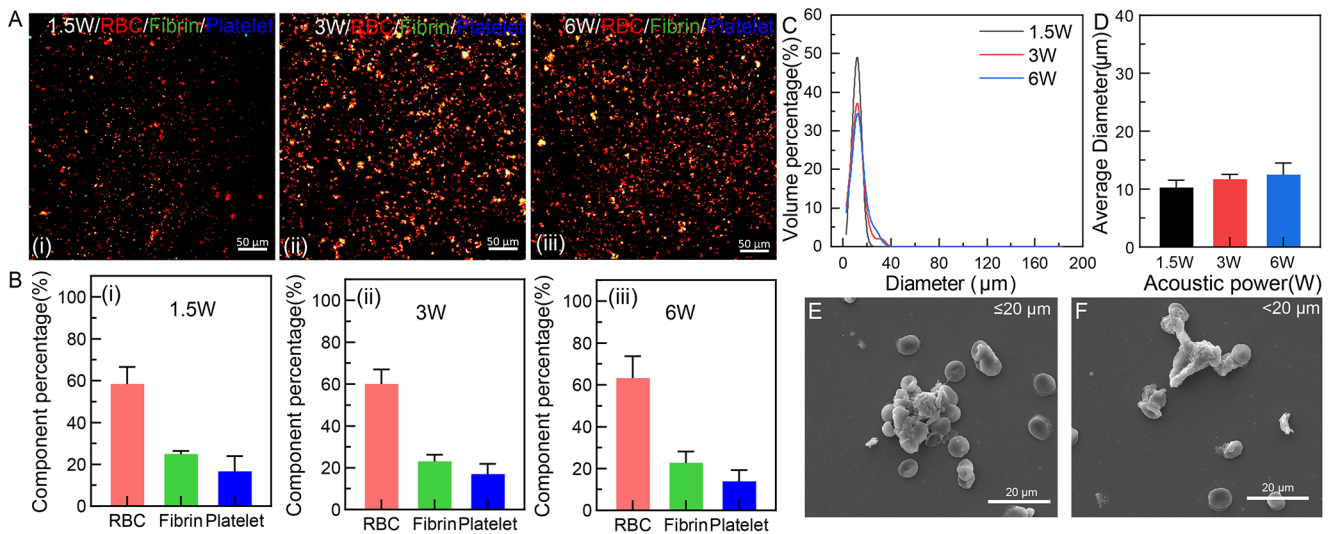 A
1.5W/RBC/Fibrin/Platelet
(i)
50 µm
3W/RBC/Fibrin/Platelet
(ii)
50 µm
6W/RBC/Fibrin/Platelet
(iii)
50 µm
B
Component percentage(%)
100
80
60
40
20
0
(i)
1.5W
RBC Fibrin Platelet
Component percentage(%)
100
80
60
40
20
0
(ii)
3W
RBC Fibrin Platelet
Component percentage(%)
100
80
60
40
20
0
(iii)
6W
RBC Fibrin Platelet
C
Volume percentage(%)
60
50
40
30
20
10
0
1.5W
3W
6W
0 40 80 120 160 200
Diameter (µm)
D
Average Diameter(µm)
40
30
20
10
0
1.5W 3W 6W
Acoustic power(W)
E
≤20 µm
20 µm
F
<20 µm
20 µm